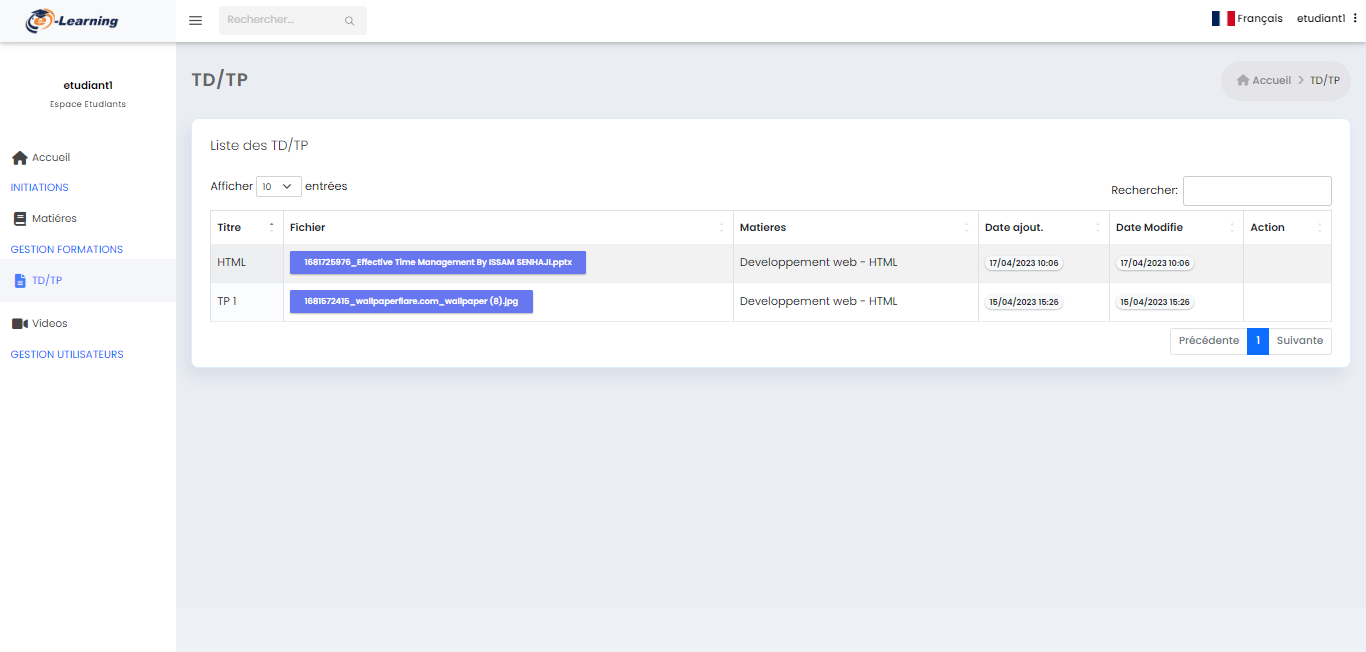 e-Learning
Rechercher...
Français
etudiant1
etudiant1
Espace Etudiants
Accueil
INITIATIONS
Matiéres
GESTION FORMATIONS
TD/TP
Videos
GESTION UTILISATEURS
TD/TP
Accueil > TD/TP
Liste des TD/TP
Afficher 10 entrées
Rechercher:
Titre Fichier Matieres Date ajout. Date Modifie Action
HTML 1681725976_Effective Time Management By ISSAM SENHAJI.pptx Developpement web - HTML 17/04/2023 10:06 17/04/2023 10:06
TP 1 1681572415_wallpaperflare.com_wallpaper (8).jpg Developpement web - HTML 15/04/2023 15:26 15/04/2023 15:26
Précédente 1 Suivante